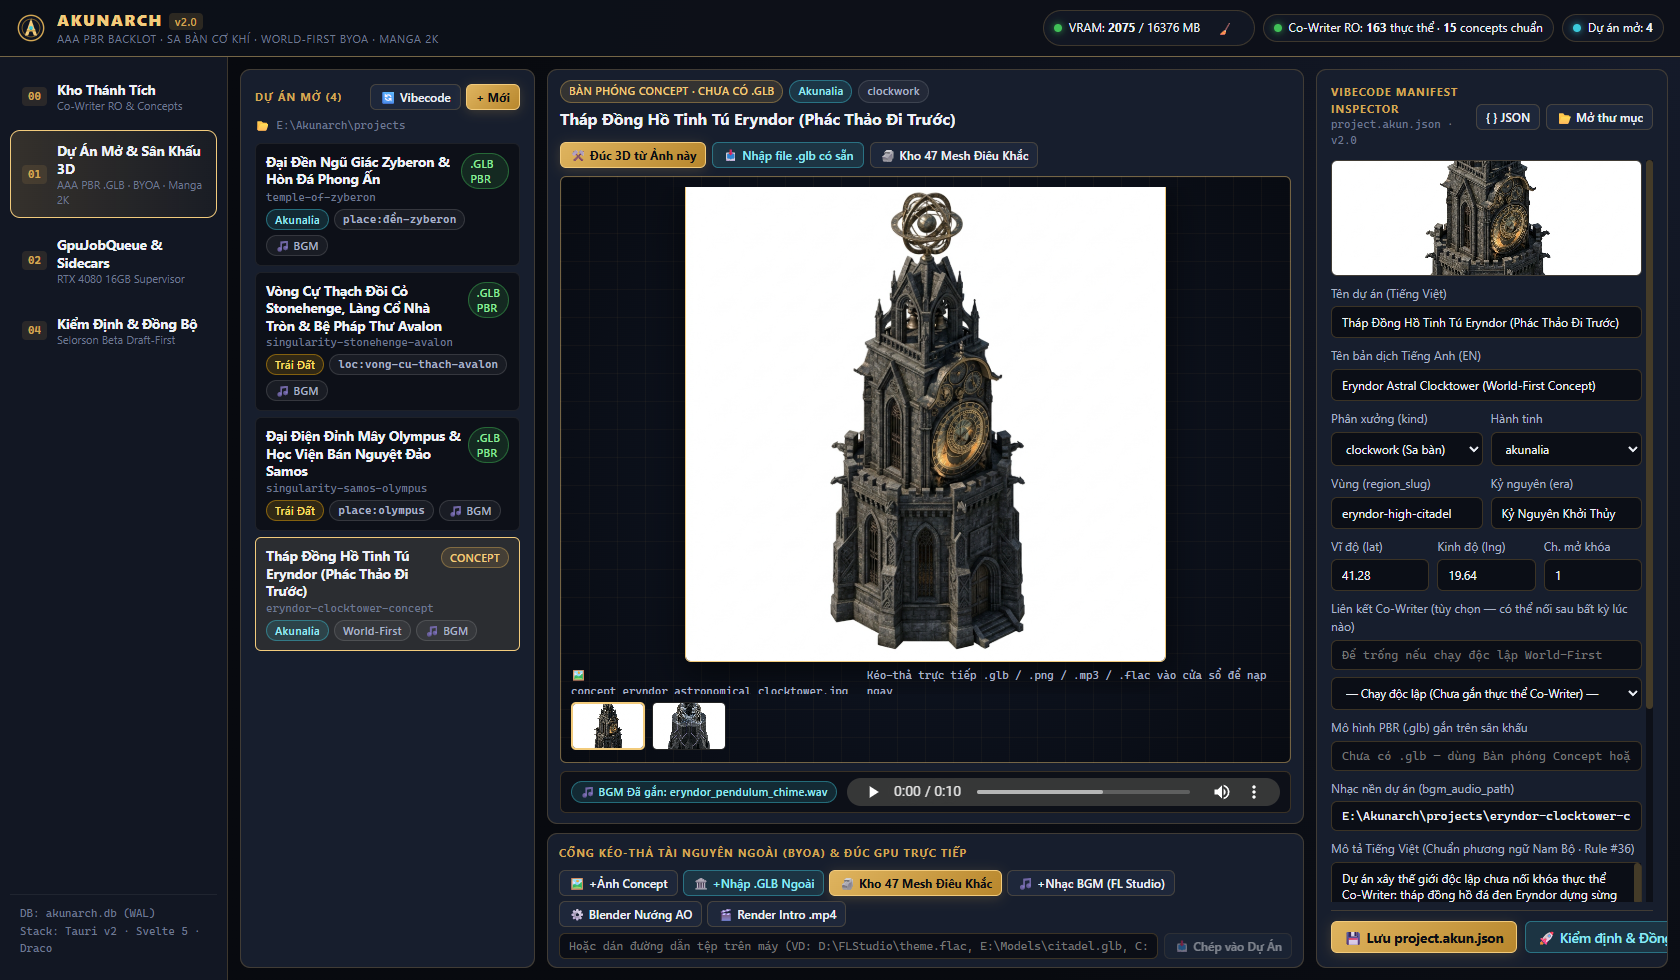 AKUNARCH v2.0
AAA PBR BACKLOT · SA BÀN CƠ KHÍ · WORLD-FIRST BYOA · MANGA 2K
VRAM: 2075 / 16376 MB
Co-Writer RO: 163 thực thể · 15 concepts chuẩn
Dự án mở: 4
00
Kho Thánh Tích
Co-Writer RO & Concepts
01
Dự Án Mở & Sân Khấu
3D
AAA PBR .GLB · BYOA · Manga
2K
02
GpuJobQueue &
Sidecars
RTX 4080 16GB Supervisor
04
Kiểm Định & Đồng Bộ
Selorson Beta Draft-First
DB: akunarch.db (WAL)
Stack: Tauri v2 · Svelte 5 ·
Draco
DỰ ÁN MỞ (4)
Vibecode
+ Mới
E:\Akunarch\projects
Đại Đền Ngũ Giác Zyberon &
Hòn Đá Phong Ấn
.GLB
PBR
temple-of-zyberon
Akunalia
place:đền-zyberon
BGM
Vòng Cự Thạch Đồi Cỏ
Stonehenge, Làng Cổ Nhà
Tròn & Bệ Pháp Thư Avalon
.GLB
PBR
singularity-stonehenge-avalon
Trái Đất
loc:vong-cu-thach-avalon
BGM
Đại Điện Đỉnh Mây Olympus &
Học Viện Bán Nguyệt Đảo
Samos
.GLB
PBR
singularity-samos-olympus
Trái Đất
place:olympus
BGM
Tháp Đồng Hồ Tinh Tú
Eryndor (Phác Thảo Đi
Trước)
CONCEPT
eryndor-clocktower-concept
Akunalia
World-First
BGM
BÀN PHÓNG CONCEPT · CHƯA CÓ .GLB
Akunalia
clockwork
Tháp Đồng Hồ Tinh Tú Eryndor (Phác Thảo Đi Trước)
Đúc 3D từ Ảnh này
Nhập file .glb có sẵn
Kho 47 Mesh Điêu Khắc
concept_eryndor_astronomical_clocktower.jpg
Kéo-thả trực tiếp .glb / .png / .mp3 / .flac vào cửa sổ để nạp
ngay
BGM Đã gắn: eryndor_pendulum_chime.wav
0:00 / 0:10
CỔNG KÉO-THẢ TÀI NGUYÊN NGOÀI (BYOA) & ĐÚC GPU TRỰC TIẾP
+Ảnh Concept
+Nhập .GLB Ngoài
Kho 47 Mesh Điêu Khắc
+Nhạc BGM (FL Studio)
Blender Nướng AO
Render Intro .mp4
Hoặc dán đường dẫn tệp trên máy (VD: D:\FLStudio\theme.flac, E:\Models\citadel.glb, C:
Chép vào Dự Án
VIBECODE MANIFEST
INSPECTOR
project.akun.json ·
v2.0
{ } JSON
Mở thư mục
Tên dự án (Tiếng Việt)
Tháp Đồng Hồ Tinh Tú Eryndor (Phác Thảo Đi Trước)
Tên bản dịch Tiếng Anh (EN)
Eryndor Astral Clocktower (World-First Concept)
Phân xưởng (kind)
Hành tinh
clockwork (Sa bàn)
akunalia
Vùng (region_slug)
Kỷ nguyên (era)
eryndor-high-citadel
Kỷ Nguyên Khởi Thủy
Vĩ độ (lat)
Kinh độ (lng)
Ch. mở khóa
41.28
19.64
1
Liên kết Co-Writer (tùy chọn — có thể nối sau bất kỳ lúc
nào)
Để trống nếu chạy độc lập World-First
— Chạy độc lập (Chưa gắn thực thể Co-Writer) —
Mô hình PBR (.glb) gắn trên sân khấu
Chưa có .glb — dùng Bàn phóng Concept hoặ
Nhạc nền dự án (bgm_audio_path)
E:\Akunarch\projects\eryndor-clocktower-c
Mô tả Tiếng Việt (Chuẩn phương ngữ Nam Bộ · Rule #36)
Dự án xây thế giới độc lập chưa nối khóa thực thể
Co-Writer: tháp đồng hồ đá đen Eryndor dựng sừng
Lưu project.akun.json
Kiểm định & Đồng